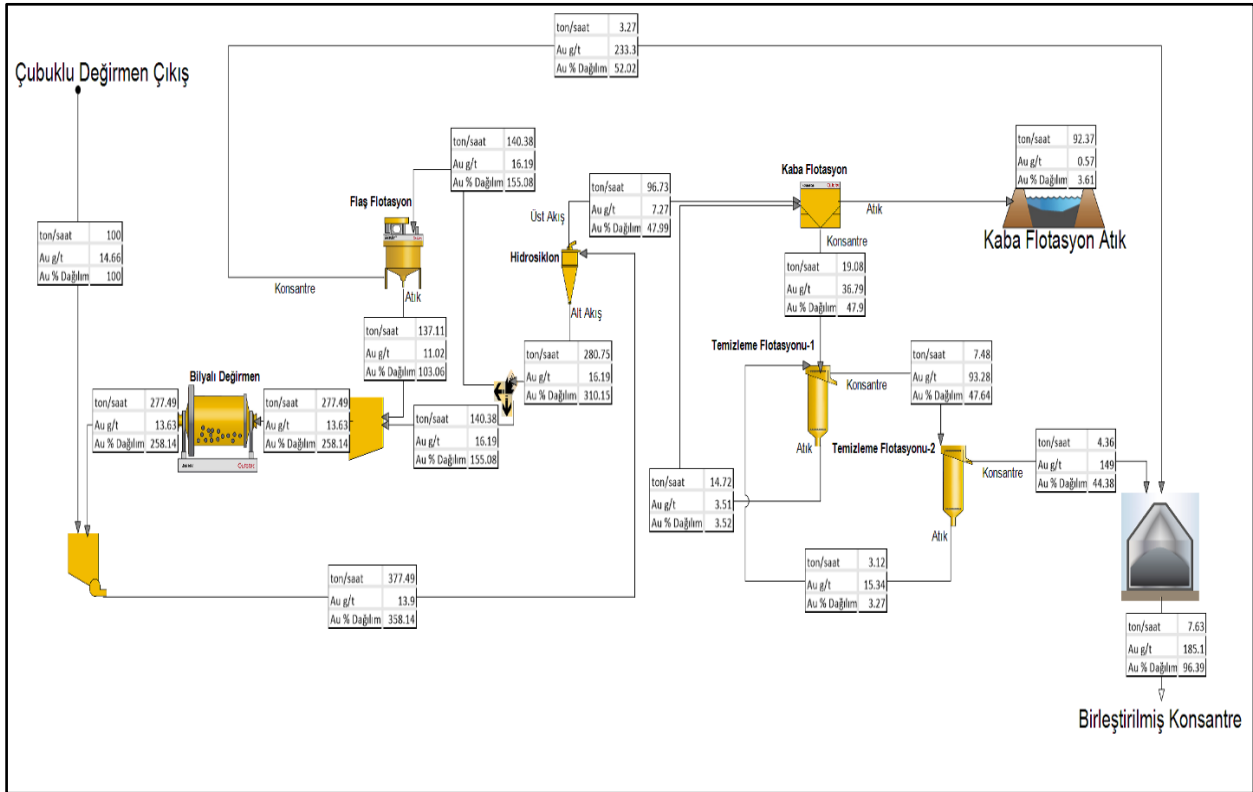 ton/saat 3.27
Au g/t 233.3
Au % Dağılım 52.02
Çubuklu Değirmen Çıkış
ton/saat 100
Au g/t 14.66
Au % Dağılım 100
ton/saat 140.38
Au g/t 16.19
Au % Dağılım 155.08
Flaş Flotasyon
Konsantre
Atık
ton/saat 137.11
Au g/t 11.02
Au % Dağılım 103.06
Bilyalı Değirmen
ton/saat 277.49
Au g/t 13.63
Au % Dağılım 258.14
ton/saat 277.49
Au g/t 13.63
Au % Dağılım 258.14
ton/saat 140.38
Au g/t 16.19
Au % Dağılım 155.08
Üst Akış
Hidrosiklon
Alt Akış
ton/saat 280.75
Au g/t 16.19
Au % Dağılım 310.15
ton/saat 377.49
Au g/t 13.9
Au % Dağılım 358.14
ton/saat 96.73
Au g/t 7.27
Au % Dağılım 47.99
Kaba Flotasyon
Atık
Konsantre
ton/saat 92.37
Au g/t 0.57
Au % Dağılım 3.61
Kaba Flotasyon Atık
ton/saat 19.08
Au g/t 36.79
Au % Dağılım 47.9
Temizleme Flotasyonu-1
Konsantre
Atık
ton/saat 7.48
Au g/t 93.28
Au % Dağılım 47.64
ton/saat 14.72
Au g/t 3.51
Au % Dağılım 3.52
Temizleme Flotasyonu-2
Konsantre
Atık
ton/saat 4.36
Au g/t 149
Au % Dağılım 44.38
ton/saat 3.12
Au g/t 15.34
Au % Dağılım 3.27
ton/saat 7.63
Au g/t 185.1
Au % Dağılım 96.39
Birleştirilmiş Konsantre